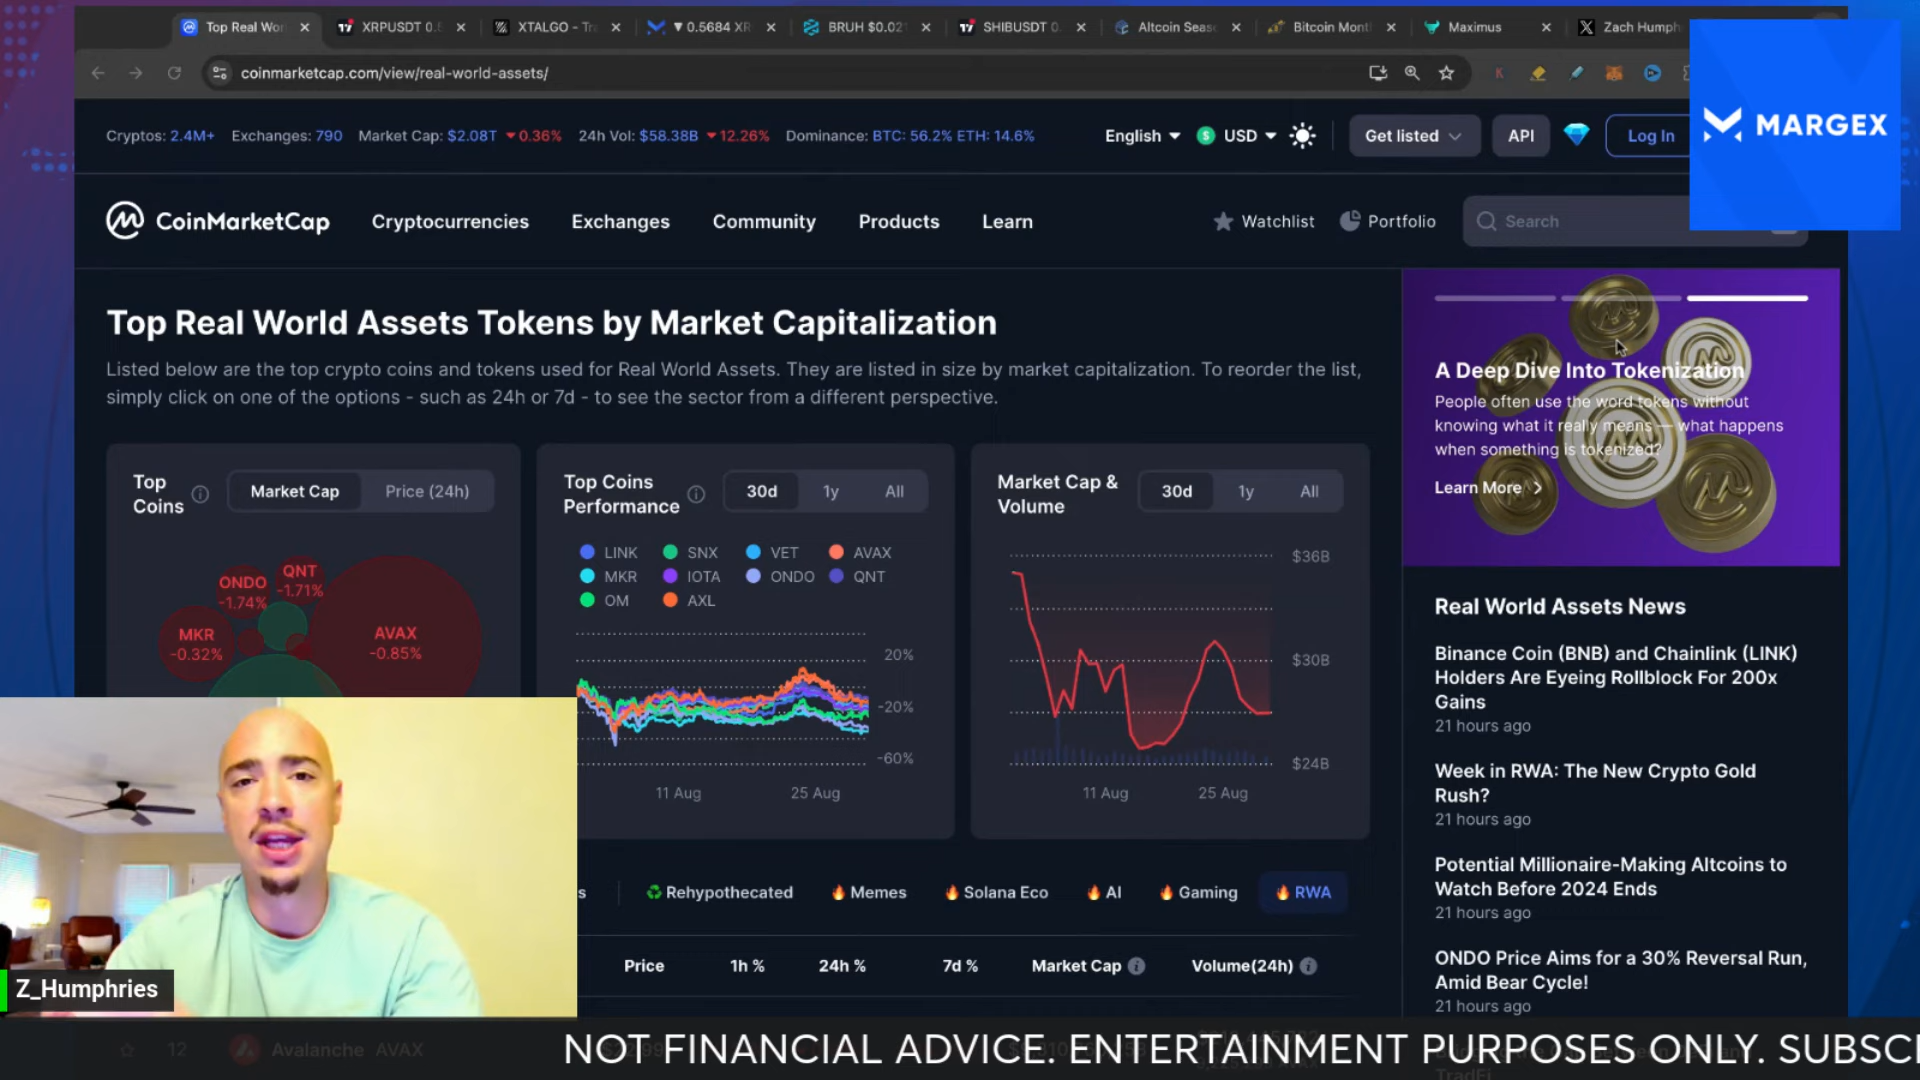 Top Real Wor
XRPUSDT 0.5
XTALGO - Tra
▼ 0.5684 XR
BRUH $0.021
SHIBUSDT 0.
Altcoin Seas
Bitcoin Mont
Maximus
Zach Humph
coinmarketcap.com/view/real-world-assets/
MARGEX
Cryptos: 2.4M+ Exchanges: 790 Market Cap: $2.08T ▼0.36% 24h Vol: $58.38B ▼12.26% Dominance: BTC: 56.2% ETH: 14.6%
English USD Get listed API Log In
CoinMarketCap Cryptocurrencies Exchanges Community Products Learn
Watchlist Portfolio Search
Top Real World Assets Tokens by Market Capitalization
Listed below are the top crypto coins and tokens used for Real World Assets. They are listed in size by market capitalization. To reorder the list,
simply click on one of the options - such as 24h or 7d - to see the sector from a different perspective.
A Deep Dive Into Tokenization
People often use the word tokens without
knowing what it really means — what happens
when something is tokenized?
Learn More
Top
Coins
Market Cap Price (24h)
ONDO
-1.74%
QNT
-1.71%
MKR
-0.32%
AVAX
-0.85%
Top Coins
Performance
30d 1y All
LINK SNX VET AVAX
MKR IOTA ONDO QNT
OM AXL
20%
-20%
-60%
11 Aug 25 Aug
Market Cap &
Volume
30d 1y All
$36B
$30B
$24B
11 Aug 25 Aug
Real World Assets News
Binance Coin (BNB) and Chainlink (LINK)
Holders Are Eyeing Rollblock For 200x
Gains
21 hours ago
Week in RWA: The New Crypto Gold
Rush?
21 hours ago
Potential Millionaire-Making Altcoins to
Watch Before 2024 Ends
21 hours ago
ONDO Price Aims for a 30% Reversal Run,
Amid Bear Cycle!
21 hours ago
s Rehypothecated Memes Solana Eco AI Gaming RWA
Price 1h % 24h % 7d % Market Cap Volume(24h)
Z_Humphries
12 Avalanche AVAX
NOT FINANCIAL ADVICE. ENTERTAINMENT PURPOSES ONLY. SUBSC
TradFi